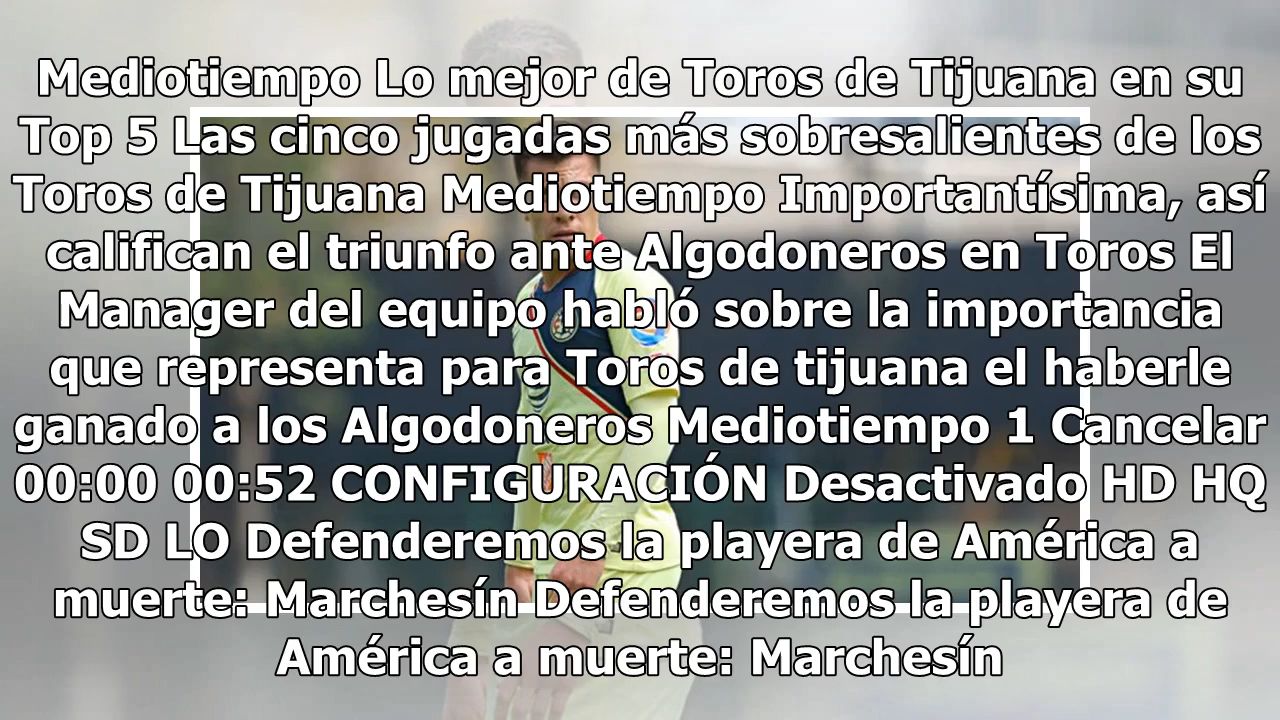 Mediotiempo Lo mejor de Toros de Tijuana en su
Top 5 Las cinco jugadas más sobresalientes de los
Toros de Tijuana Mediotiempo Importantísima, así
califican el triunfo ante Algodoneros en Toros El
Manager del equipo habló sobre la importancia
que representa para Toros de tijuana el haberle
ganado a los Algodoneros Mediotiempo 1 Cancelar
00:00 00:52 CONFIGURACIÓN Desactivado HD HQ
SD LO Defenderemos la playera de América a
muerte: Marchesín Defenderemos la playera de
América a muerte: Marchesín